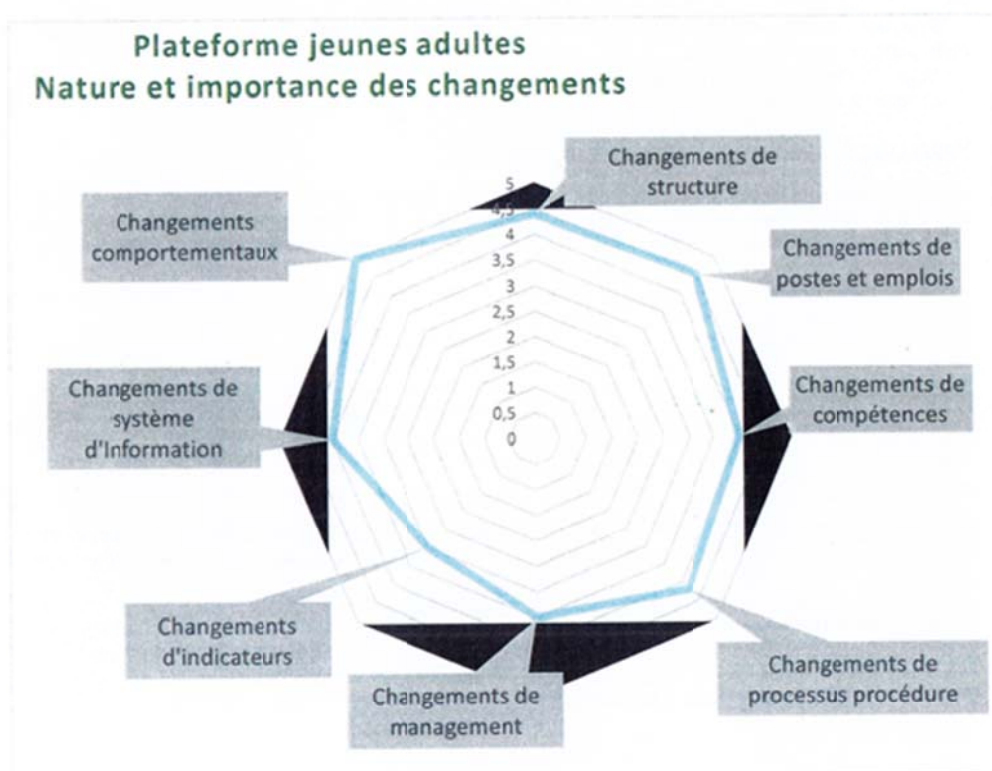 Plateforme jeunes adultes
Nature et importance des changements
Changements de
structure
Changements
comportementaux
Changements de
postes et emplois
5
4,5
4
3,5
3
2,5
2
1,5
1
0,5
0
Changements de
système
d'Information
Changements de
compétences
Changements
d'indicateurs
Changements de
management
Changements de
processus procédure